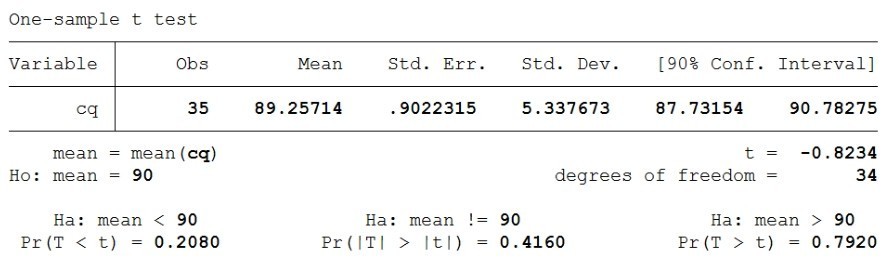 One-sample t test
Variable Obs Mean Std. Err. Std. Dev. [90% Conf. Interval]
cq 35 89.25714 .9022315 5.337673 87.73154 90.78275
mean = mean(cq) t = -0.8234
Ho: mean = 90 degrees of freedom = 34
Ha: mean < 90 Ha: mean != 90 Ha: mean > 90
Pr(T < t) = 0.2080 Pr(|T| > |t|) = 0.4160 Pr(T > t) = 0.7920